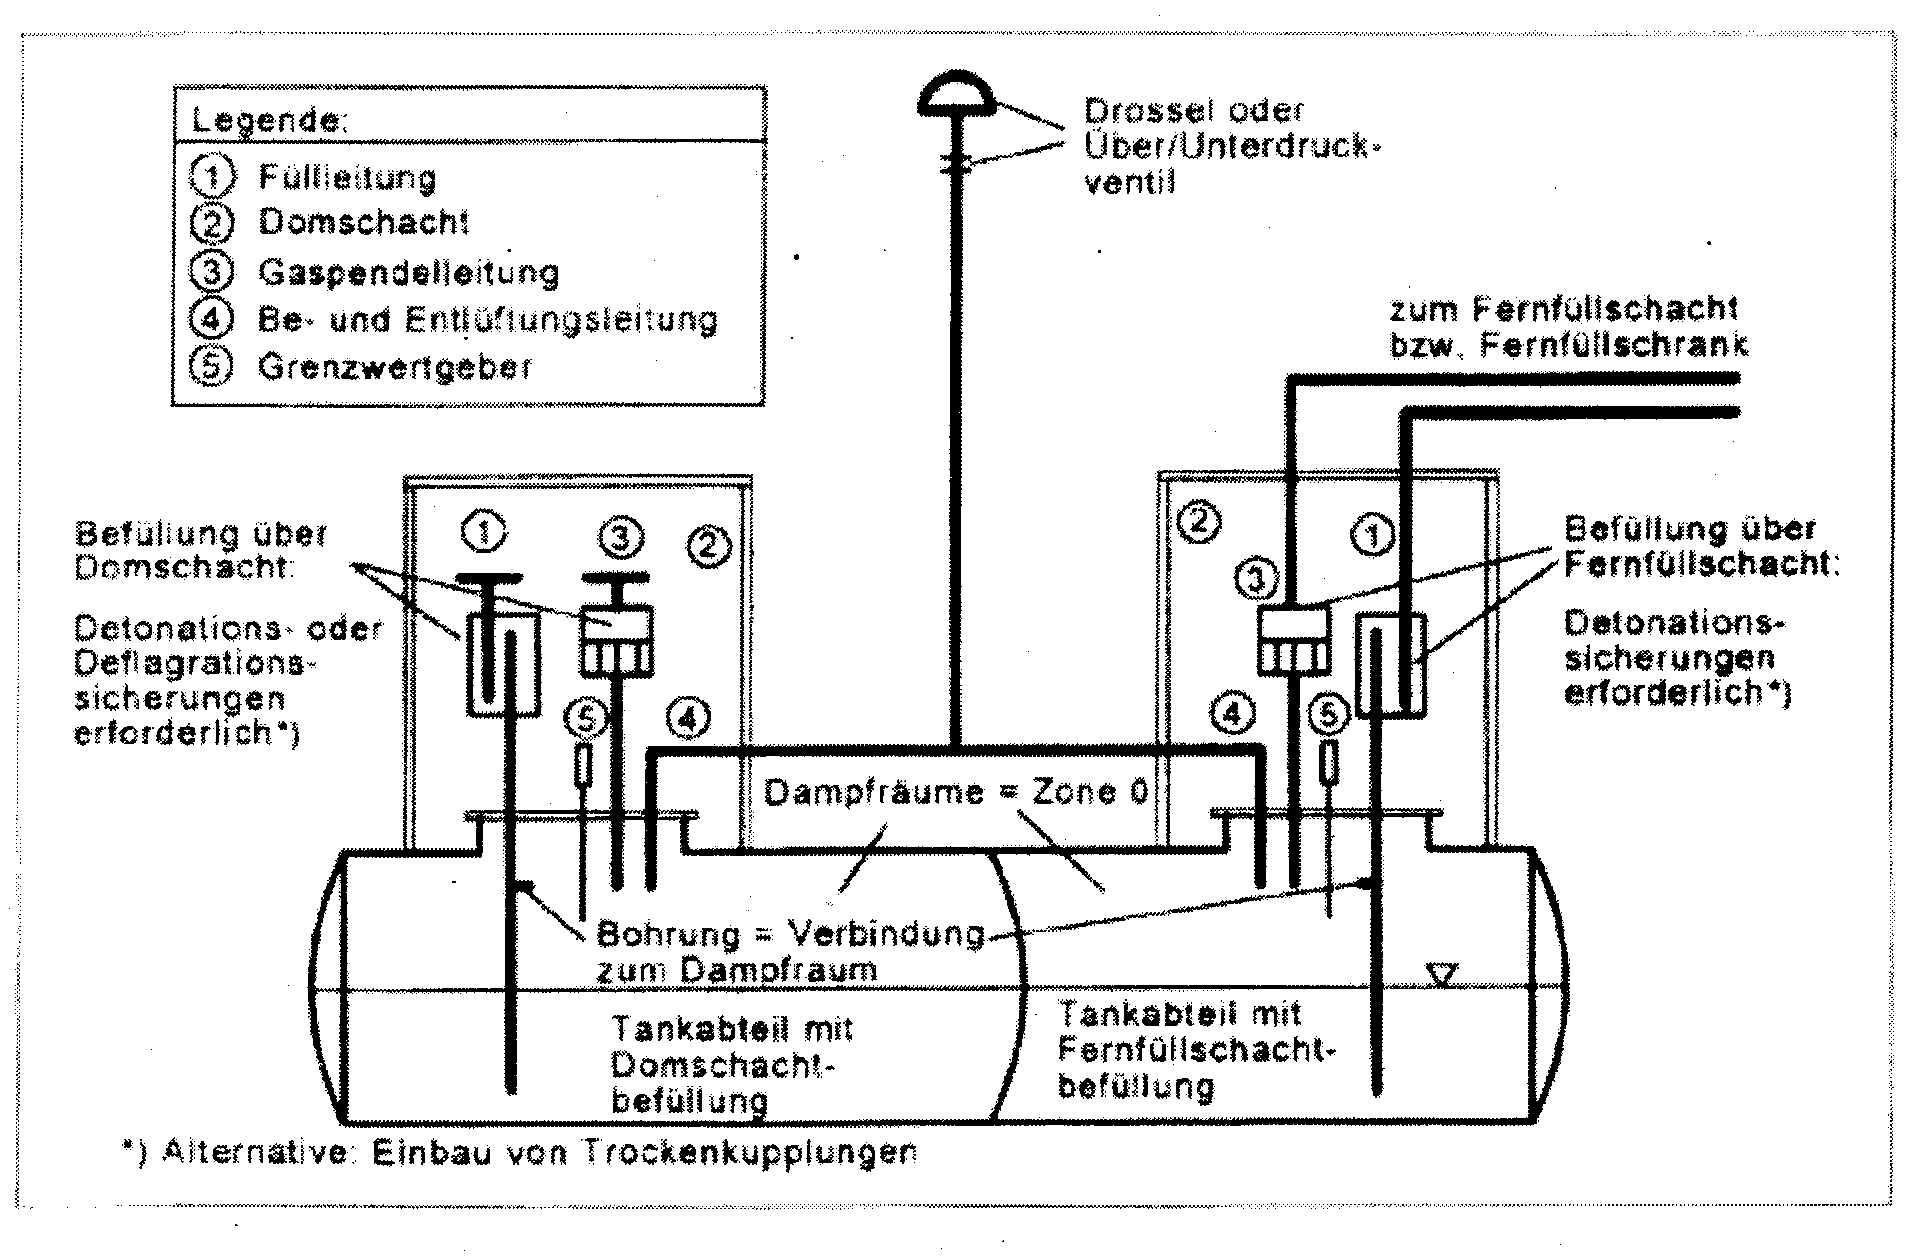 Legende:
1 Füllleitung
2 Domschacht
3 Gaspendelleitung
4 Be- und Entlüftungsleitung
5 Grenzwertgeber
Drossel oder
Über/Unterdruck-
ventil
zum Fernfüllschacht
bzw. Fernfüllschrank
Befüllung über
Domschacht:
Detonations- oder
Deflagrations-
sicherungen
erforderlich*)
1
3
2
5
4
2
1
3
4
5
Befüllung über
Fernfüllschacht:
Detonations-
sicherungen
erforderlich*)
Dampfräume = Zone 0
Bohrung = Verbindung
zum Dampfraum
Tankabteil mit
Domschacht-
befüllung
Tankabteil mit
Fernfüllschacht-
befüllung
*) Alternative: Einbau von Trockenkupplungen